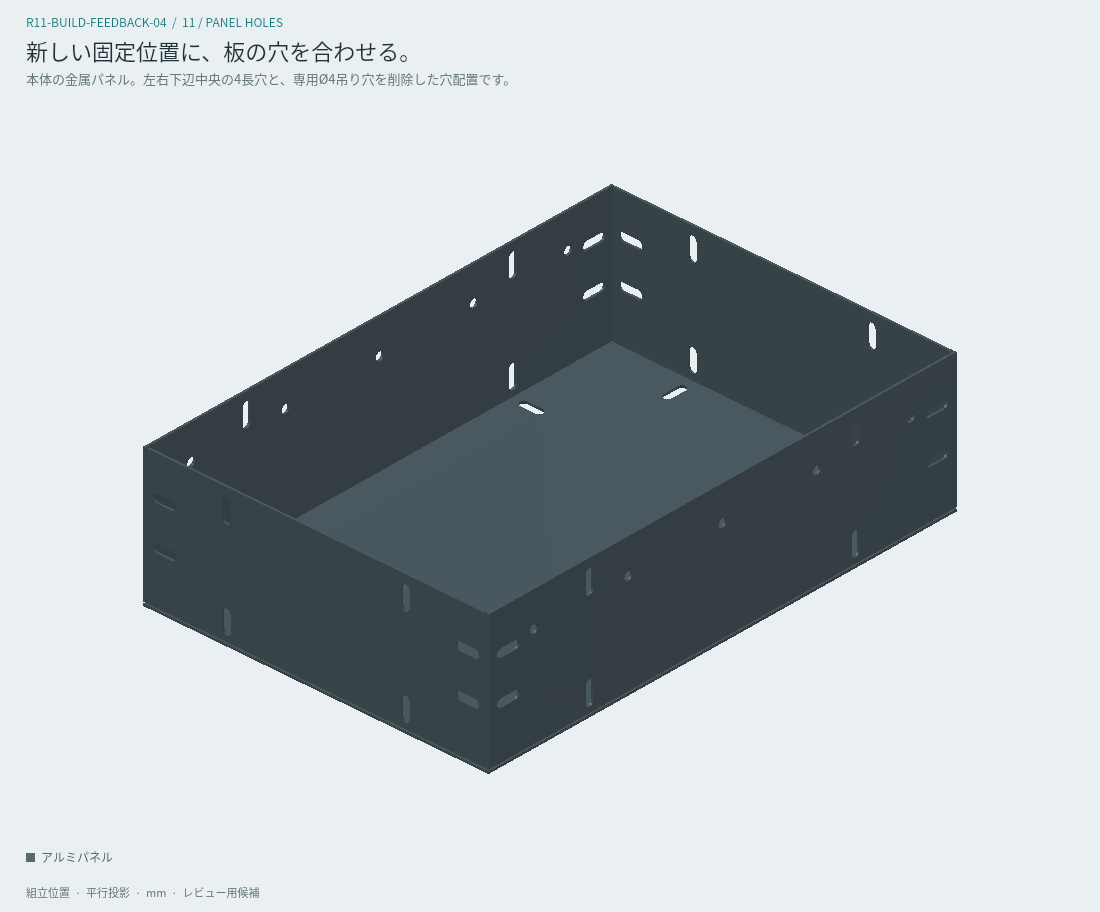 R11-BUILD-FEEDBACK-04 / 11 / PANEL HOLES
新しい固定位置に、板の穴を合わせる。
本体の金属パネル。左右下辺中央の4長穴と、専用Ø4吊り穴を削除した穴配置です。
アルミパネル
組立位置 · 平行投影 · mm · レビュー用候補